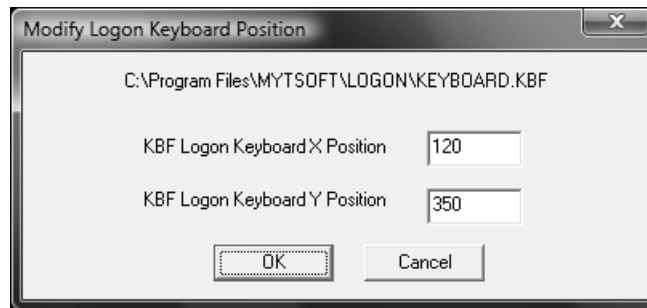 Modify Logon Keyboard Position
x
C:\Program Files\MYTSOFT\LOGON\KEYBOARD.KBF
KBF Logon Keyboard X Position 120
KBF Logon Keyboard Y Position 350
OK Cancel